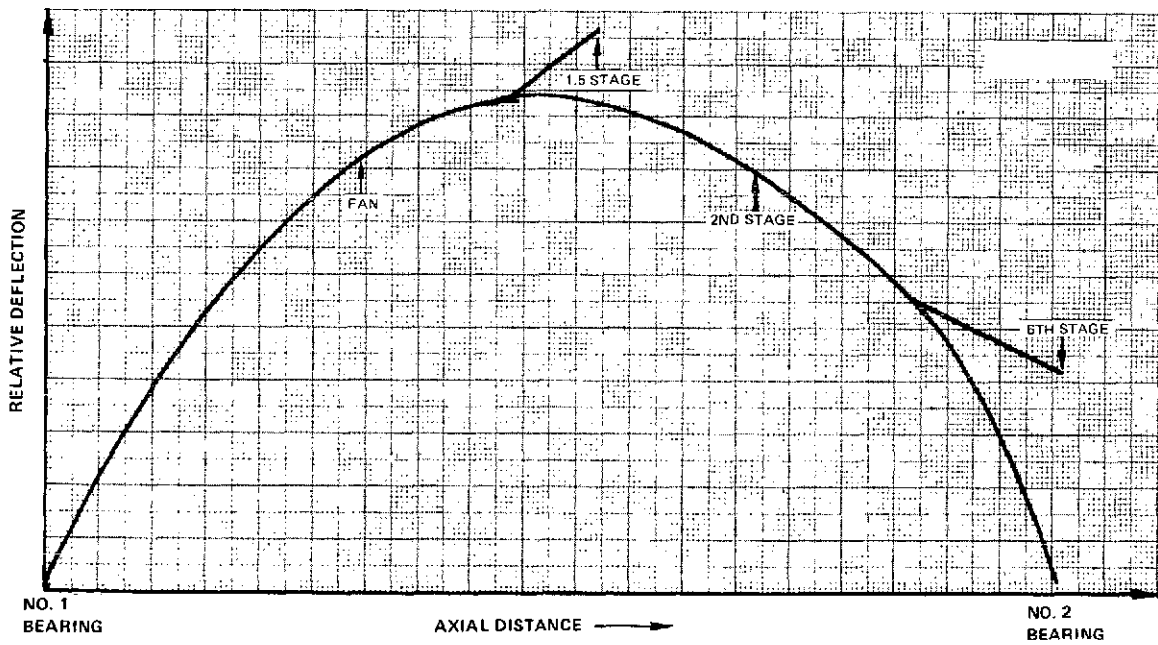 1.5 STAGE
FAN
2ND STAGE
6TH STAGE
RELATIVE DEFLECTION
NO. 1
BEARING
AXIAL DISTANCE
NO. 2
BEARING